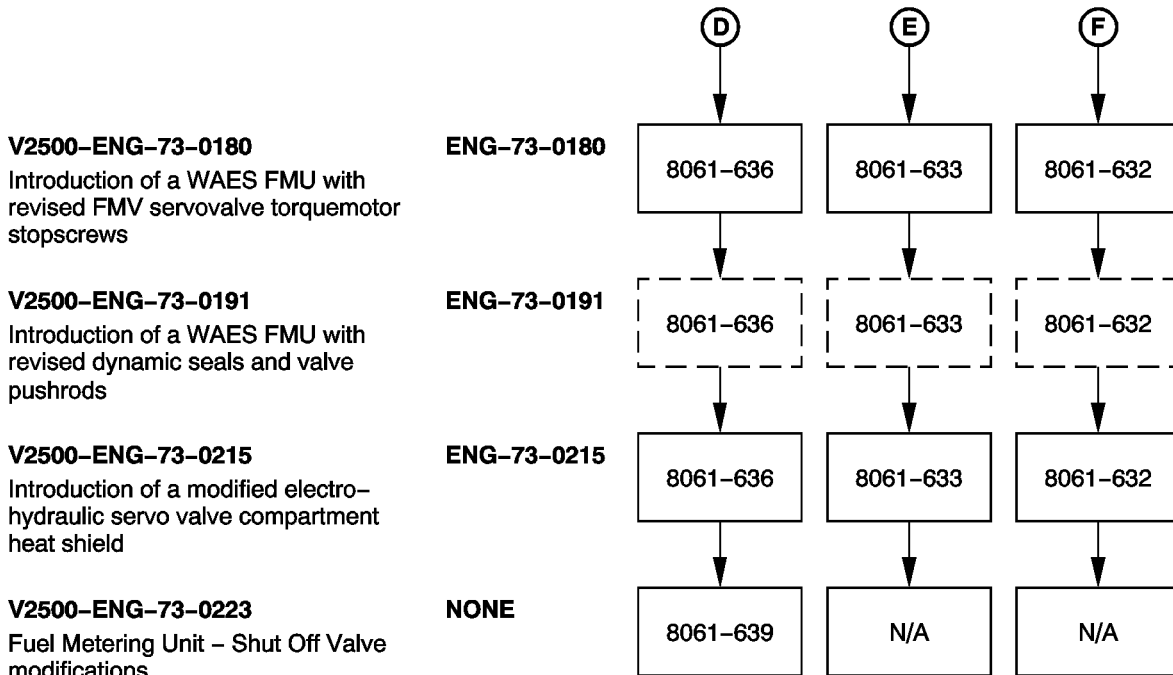 D E F
V2500–ENG–73–0180 ENG–73–0180 8061–636 8061–633 8061–632
Introduction of a WAES FMU with
revised FMV servovalve torquemotor
stopscrews
V2500–ENG–73–0191 ENG–73–0191 8061–636 8061–633 8061–632
Introduction of a WAES FMU with
revised dynamic seals and valve
pushrods
V2500–ENG–73–0215 ENG–73–0215 8061–636 8061–633 8061–632
Introduction of a modified electro–
hydraulic servo valve compartment
heat shield
V2500–ENG–73–0223 NONE 8061–639 N/A N/A
Fuel Metering Unit – Shut Off Valve
modifications